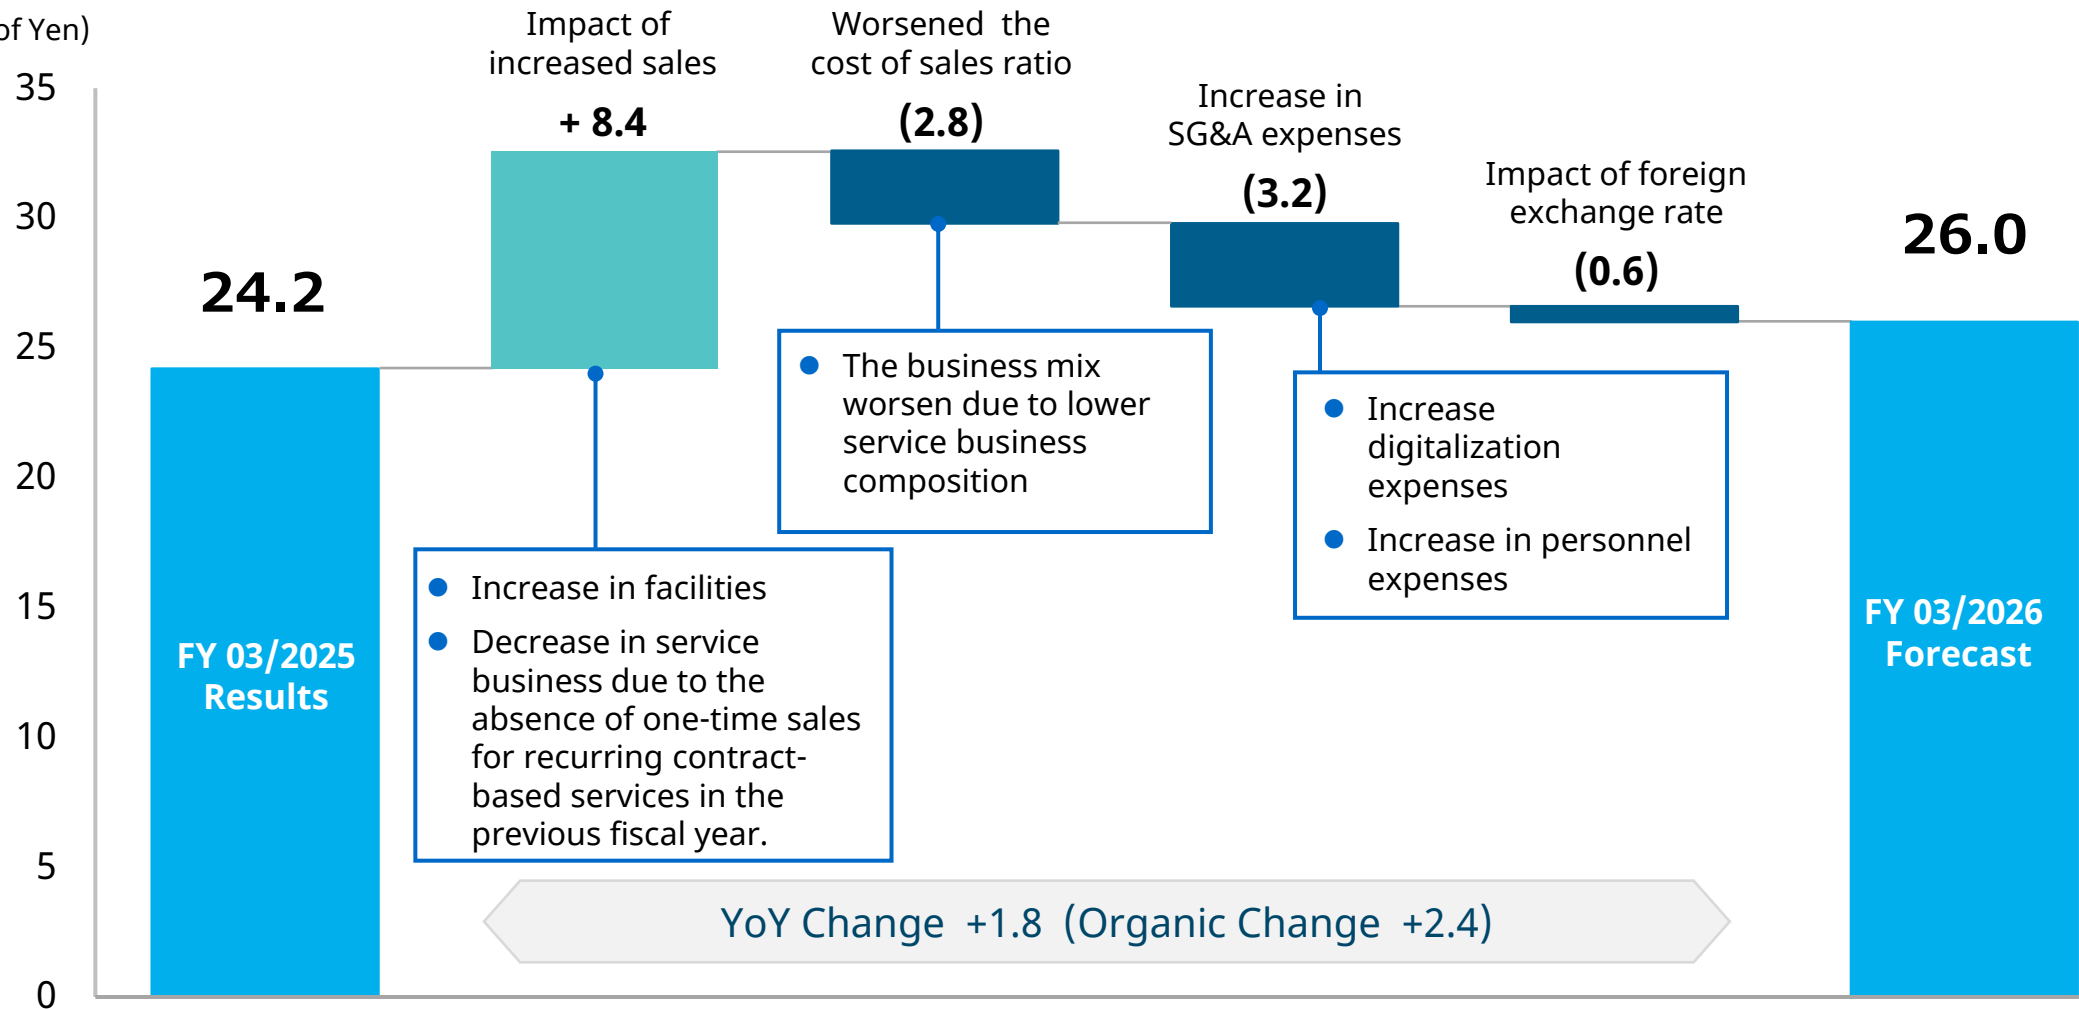 of Yen)
35
30
25
20
15
10
5
0
24.2
FY 03/2025
Results
Impact of
increased sales
+ 8.4
Increase in facilities
Decrease in service
business due to the
absence of one-time sales
for recurring contract-
based services in the
previous fiscal year.
Worsened the
cost of sales ratio
(2.8)
The business mix
worsen due to lower
service business
composition
Increase in
SG&A expenses
(3.2)
Increase
digitalization
expenses
Increase in personnel
expenses
Impact of foreign
exchange rate
(0.6)
26.0
FY 03/2026
Forecast
YoY Change +1.8 (Organic Change +2.4)